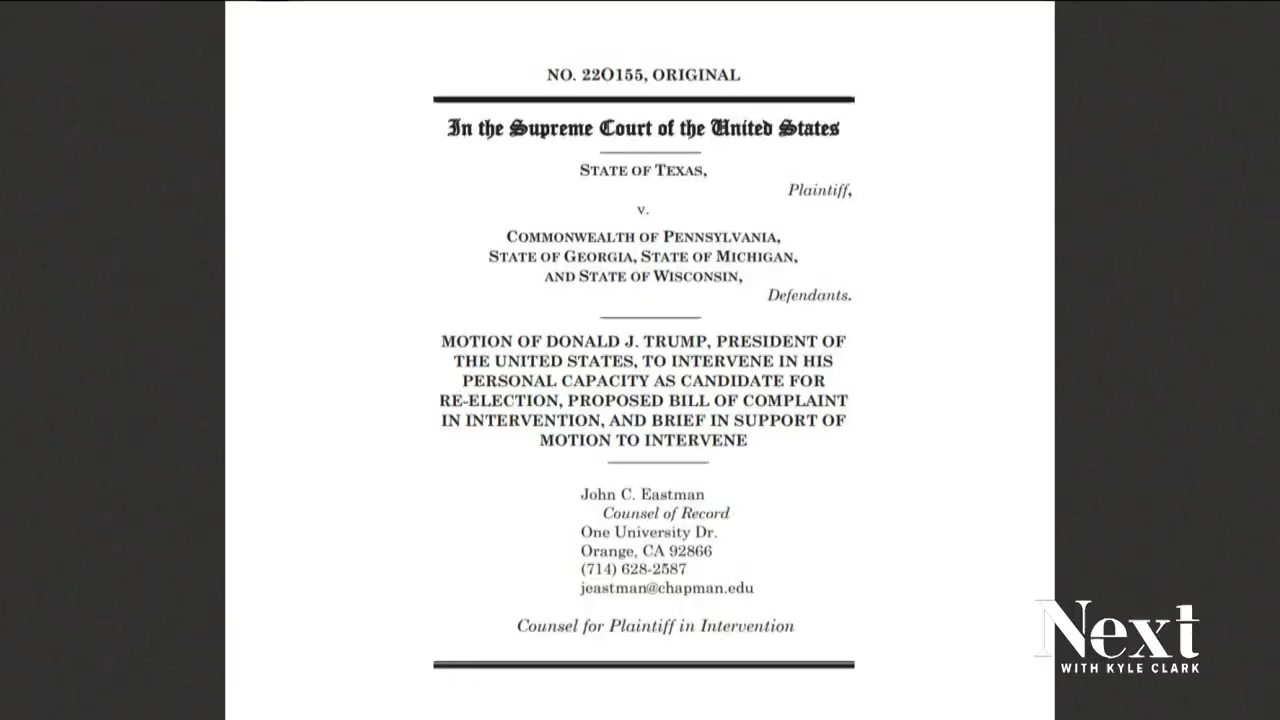 NO. 22O155, ORIGINAL
In the Supreme Court of the United States
STATE OF TEXAS,
Plaintiff,
v.
COMMONWEALTH OF PENNSYLVANIA,
STATE OF GEORGIA, STATE OF MICHIGAN,
AND STATE OF WISCONSIN,
Defendants.
MOTION OF DONALD J. TRUMP, PRESIDENT OF
THE UNITED STATES, TO INTERVENE IN HIS
PERSONAL CAPACITY AS CANDIDATE FOR
RE-ELECTION, PROPOSED BILL OF COMPLAINT
IN INTERVENTION, AND BRIEF IN SUPPORT OF
MOTION TO INTERVENE
John C. Eastman
Counsel of Record
One University Dr.
Orange, CA 92866
(714) 628-2587
jeastman@chapman.edu
Counsel for Plaintiff in Intervention
Next
WITH KYLE CLARK